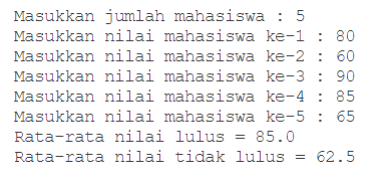 Masukkan jumlah mahasiswa : 5
Masukkan nilai mahasiswa ke-1 : 80
Masukkan nilai mahasiswa ke-2 : 60
Masukkan nilai mahasiswa ke-3 : 90
Masukkan nilai mahasiswa ke-4 : 85
Masukkan nilai mahasiswa ke-5 : 65
Rata-rata nilai lulus = 85.0
Rata-rata nilai tidak lulus = 62.5